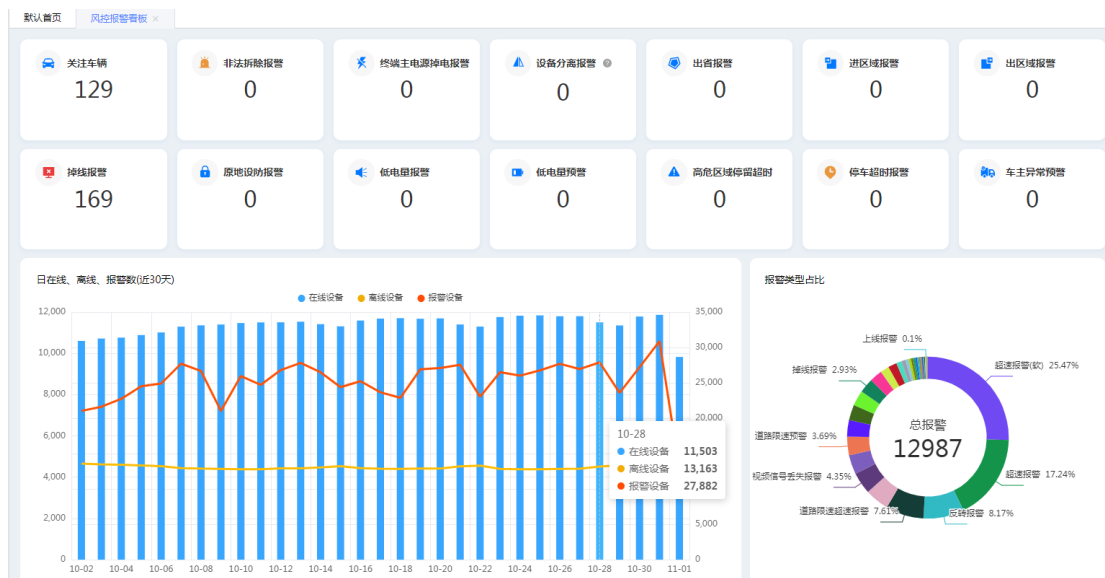 默认首页 风控报警看板 ×
关注车辆
129
非法拆除报警
0
终端主电源掉电报警
0
设备分离报警
0
出省报警
0
进区域报警
0
出区域报警
0
掉线报警
169
原地设防报警
0
低电量报警
0
低电量预警
0
高危区域停留超时
0
停车超时报警
0
车主异常预警
0
日在线、离线、报警数(近30天)
在线设备 离线设备 报警设备
12,000
10,000
8,000
6,000
4,000
2,000
0
35,000
30,000
25,000
20,000
5,000
0
10-28
在线设备 11,503
离线设备 13,163
报警设备 27,882
10-02 10-04 10-06 10-08 10-10 10-12 10-14 10-16 10-18 10-20 10-22 10-24 10-26 10-28 10-30 11-01
报警类型占比
上线报警 0.1%
超速报警(软) 25.47%
掉线报警 2.93%
总报警
12987
道路限速预警 3.69%
视频信号丢失报警 4.35%
超速报警 17.24%
道路限速超速报警 7.61%
反转报警 8.17%